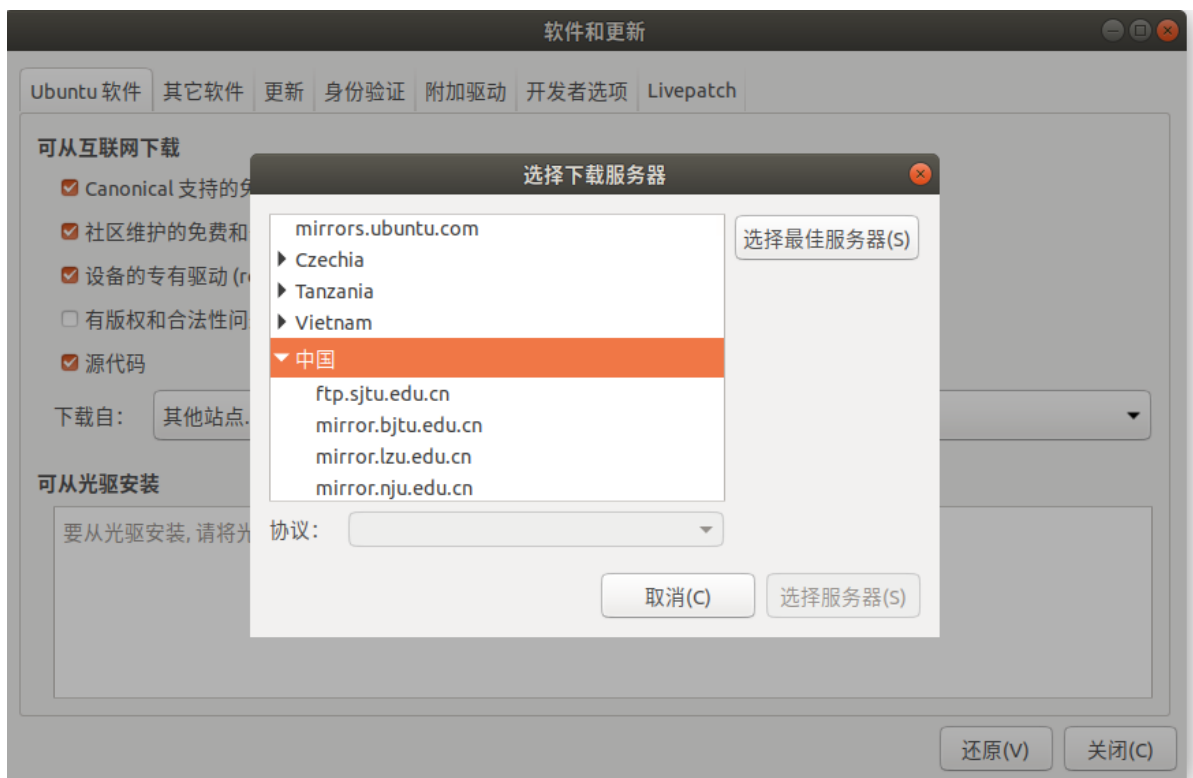 软件和更新
Ubuntu 软件 其它软件 更新 身份验证 附加驱动 开发者选项 Livepatch
可从互联网下载
Canonical 支持的
社区维护的免费和
设备的专有驱动 (r
有版权和合法性问
源代码
下载自： 其他站点.
可从光驱安装
要从光驱安装, 请将光
选择下载服务器
mirrors.ubuntu.com
Czechia
Tanzania
Vietnam
中国
ftp.sjtu.edu.cn
mirror.bjtu.edu.cn
mirror.lzu.edu.cn
mirror.nju.edu.cn
选择最佳服务器(S)
协议：
取消(C) 选择服务器(S)
还原(V) 关闭(C)